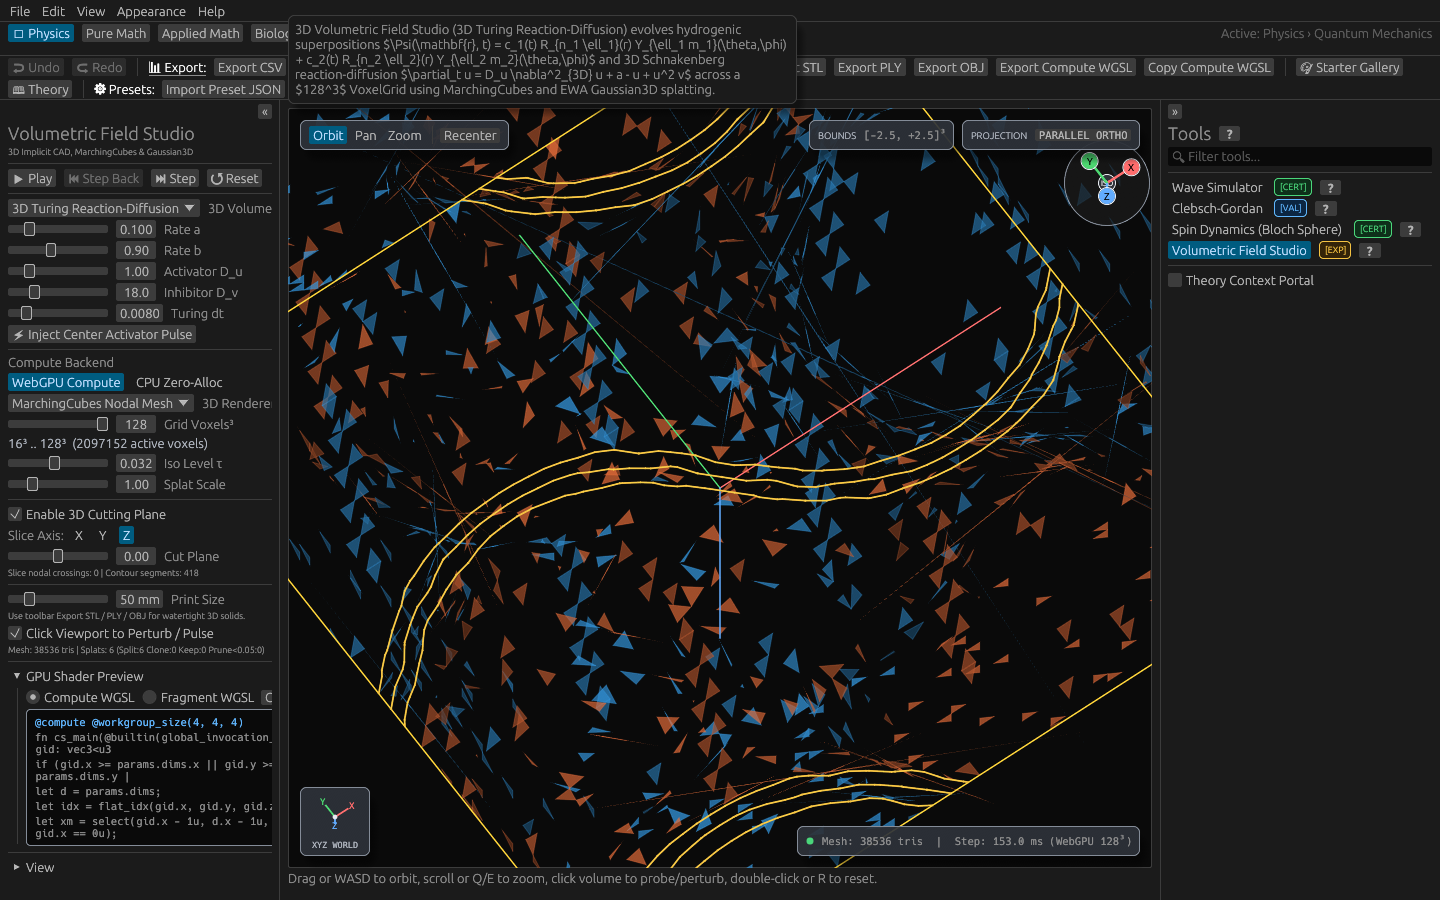 File Edit View Appearance Help
Physics Pure Math Applied Math
Active: Physics › Quantum Mechanics
3D Volumetric Field Studio (3D Turing Reaction-Diffusion) evolves hydrogenic
superpositions $\Psi(\mathbf{r}, t) = c_1(t) R_{n_1 \ell_1}(r) Y_{\ell_1 m_1}(\theta,\phi)
+ c_2(t) R_{n_2 \ell_2}(r) Y_{\ell_2 m_2}(\theta,\phi)$ and 3D Schnakenberg
reaction-diffusion $\partial_t u = D_u \nabla^2_{3D} u + a - u + u^2 v$ across a
$128^3$ VoxelGrid using MarchingCubes and EWA Gaussian3D splatting.
Undo Redo Export: Export CSV STL Export PLY Export OBJ Export Compute WGSL Copy Compute WGSL Starter Gallery
Theory Presets: Import Preset JSON
«
Volumetric Field Studio
3D Implicit CAD, MarchingCubes & Gaussian3D
Play Step Back Step Reset
3D Turing Reaction-Diffusion 3D Volume
0.100 Rate a
0.90 Rate b
1.00 Activator D_u
18.0 Inhibitor D_v
0.0080 Turing dt
Inject Center Activator Pulse
Compute Backend
WebGPU Compute CPU Zero-Alloc
MarchingCubes Nodal Mesh 3D Rendere
128 Grid Voxels³
16³ .. 128³ (2097152 active voxels)
0.032 Iso Level τ
1.00 Splat Scale
Enable 3D Cutting Plane
Slice Axis: X Y Z
0.00 Cut Plane
Slice nodal crossings: 0 | Contour segments: 418
50 mm Print Size
Use toolbar Export STL / PLY / OBJ for watertight 3D solids.
Click Viewport to Perturb / Pulse
Mesh: 38536 tris | Splats: 6 (Split:6 Clone:0 Keep:0 Prune<0.05:0)
GPU Shader Preview
Compute WGSL Fragment WGSL
@compute @workgroup_size(4, 4, 4)
fn cs_main(@builtin(global_invocation_
gid: vec3<u3
if (gid.x >= params.dims.x || gid.y >=
params.dims.y |
let d = params.dims;
let idx = flat_idx(gid.x, gid.y, gid.z
let xm = select(gid.x - 1u, d.x - 1u,
gid.x == 0u);
View
Orbit Pan Zoom Recenter
BOUNDS [-2.5, +2.5]³
PROJECTION PARALLEL ORTHO
Y X
Z
Y X
Z
XYZ WORLD
Mesh: 38536 tris | Step: 153.0 ms (WebGPU 128³)
Drag or WASD to orbit, scroll or Q/E to zoom, click volume to probe/perturb, double-click or R to reset.
»
Tools ?
Filter tools...
Wave Simulator [CERT] ?
Clebsch-Gordan [VAL] ?
Spin Dynamics (Bloch Sphere) [CERT] ?
Volumetric Field Studio [EXP] ?
Theory Context Portal